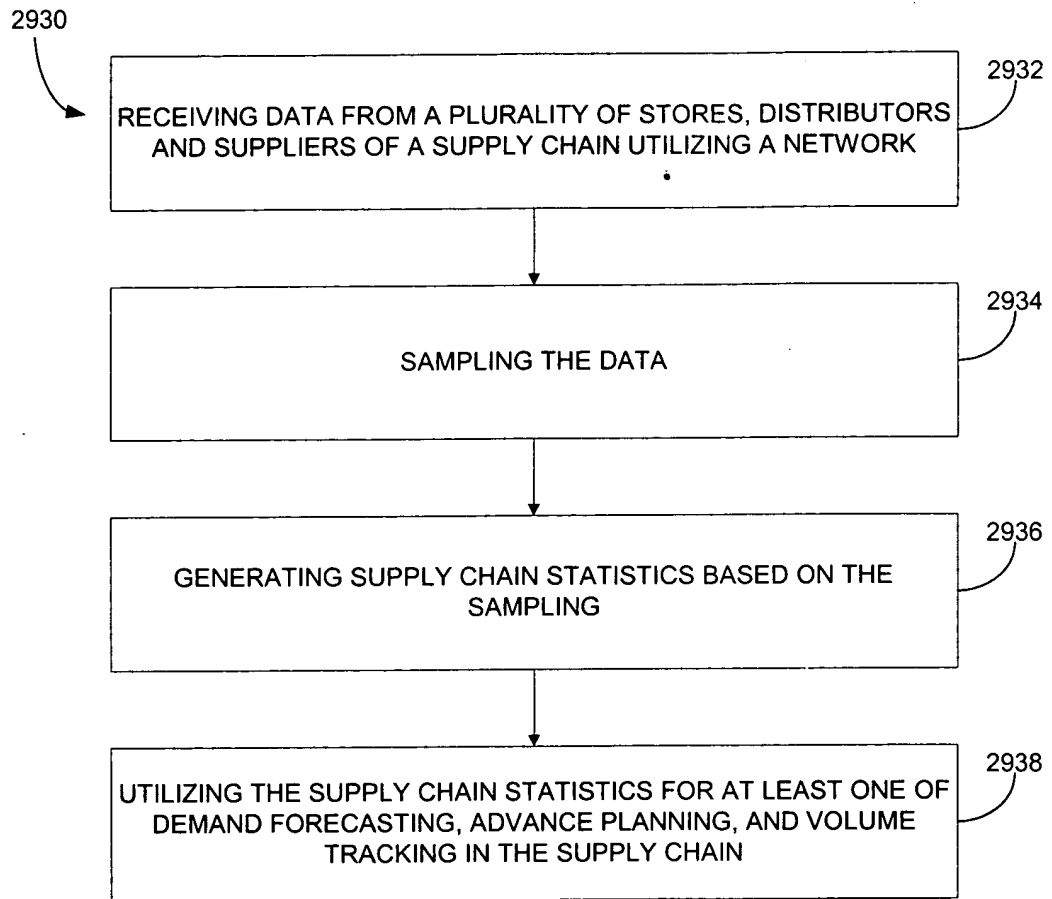 2930
2932
RECEIVING DATA FROM A PLURALITY OF STORES, DISTRIBUTORS
AND SUPPLIERS OF A SUPPLY CHAIN UTILIZING A NETWORK
2934
SAMPLING THE DATA
2936
GENERATING SUPPLY CHAIN STATISTICS BASED ON THE
SAMPLING
2938
UTILIZING THE SUPPLY CHAIN STATISTICS FOR AT LEAST ONE OF
DEMAND FORECASTING, ADVANCE PLANNING, AND VOLUME
TRACKING IN THE SUPPLY CHAIN